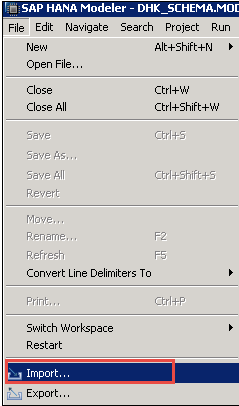 SAP HANA Modeler - DHK_SCHEMA.MOD
File Edit Navigate Search Project Run
New Alt+Shift+N
Open File...
Close Ctrl+W
Close All Ctrl+Shift+W
Save Ctrl+S
Save As...
Save All Ctrl+Shift+S
Revert
Move...
Rename... F2
Refresh F5
Convert Line Delimiters To
Print... Ctrl+P
Switch Workspace
Restart
Import...
Export...